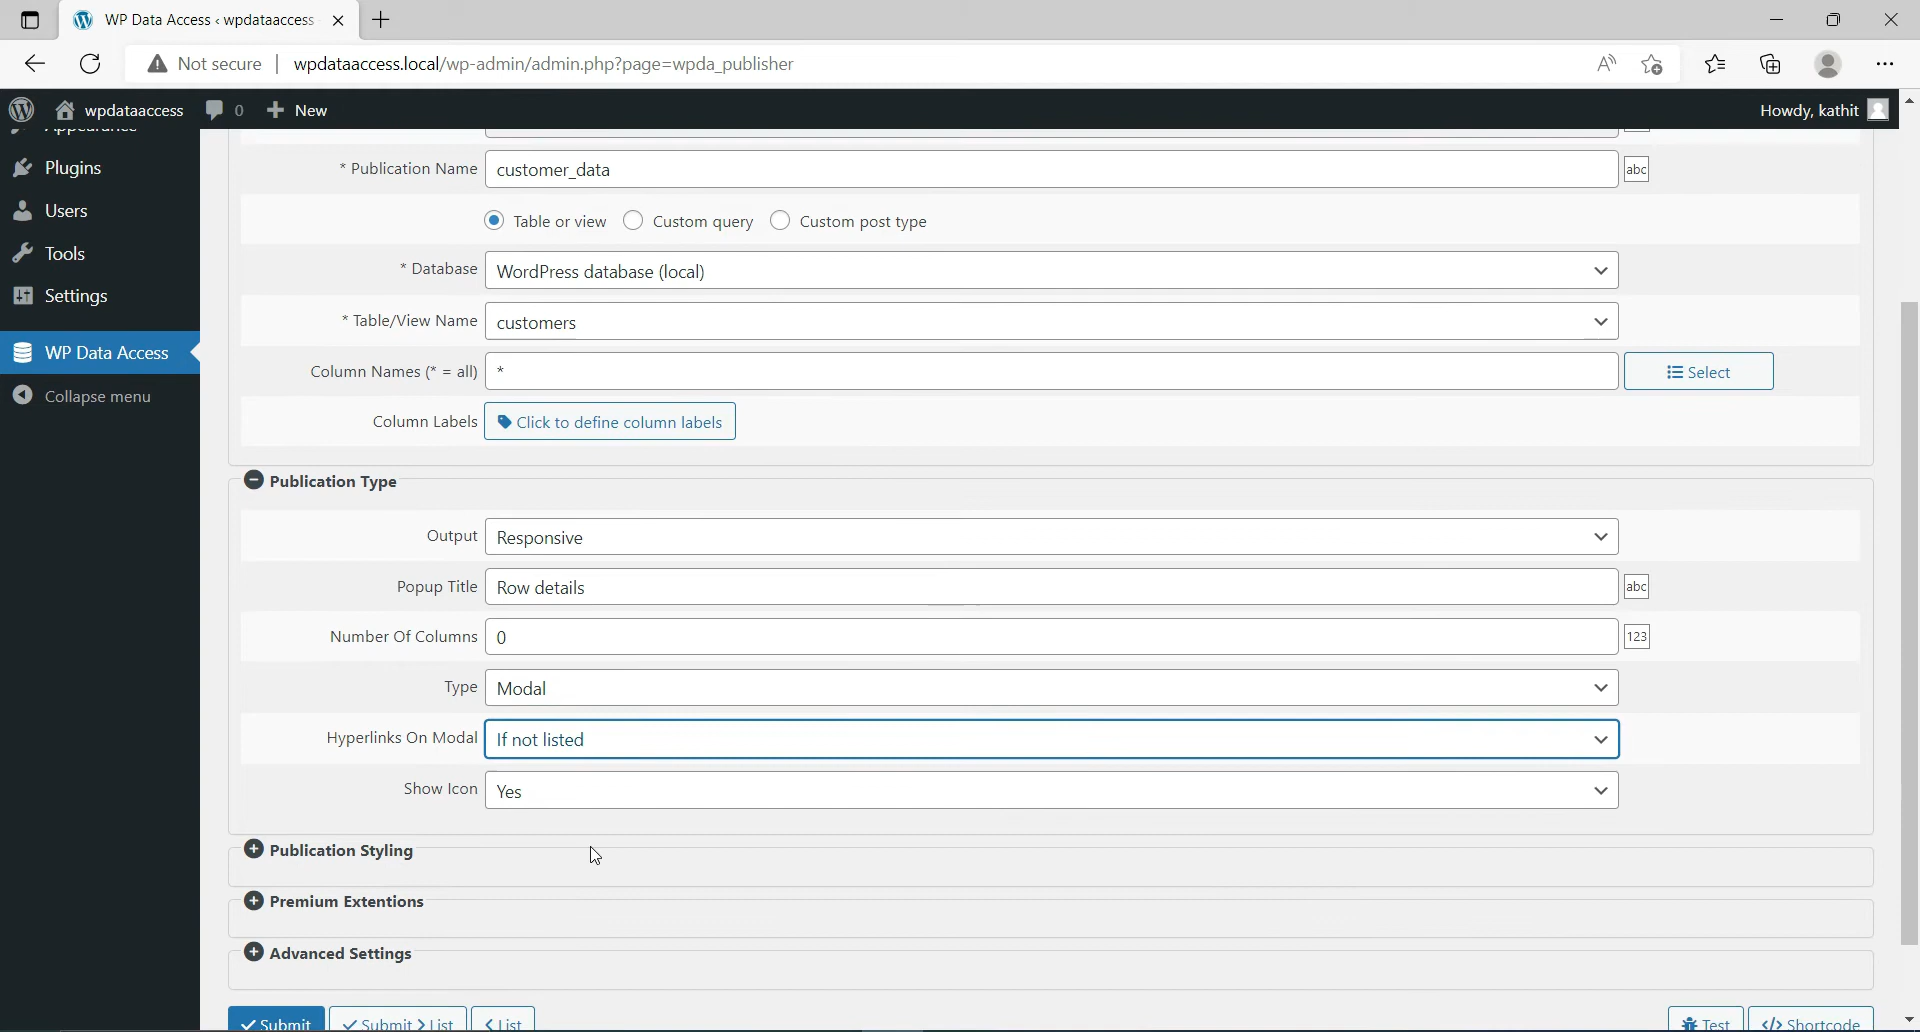 WP Data Access ‹ wpdataaccess
Not secure | wpdataaccess.local/wp-admin/admin.php?page=wpda_publisher
wpdataaccess 0 New Howdy, kathit
Appearance
Plugins
Users
Tools
Settings
WP Data Access
Collapse menu
* Publication Name customer_data abc
Table or view Custom query Custom post type
* Database WordPress database (local)
* Table/View Name customers
Column Names (* = all) * Select
Column Labels Click to define column labels
Publication Type
Output Responsive
Popup Title Row details abc
Number Of Columns 0 123
Type Modal
Hyperlinks On Modal If not listed
Show Icon Yes
Publication Styling
Premium Extentions
Advanced Settings
Submit Submit > List < List Test </> Shortcode